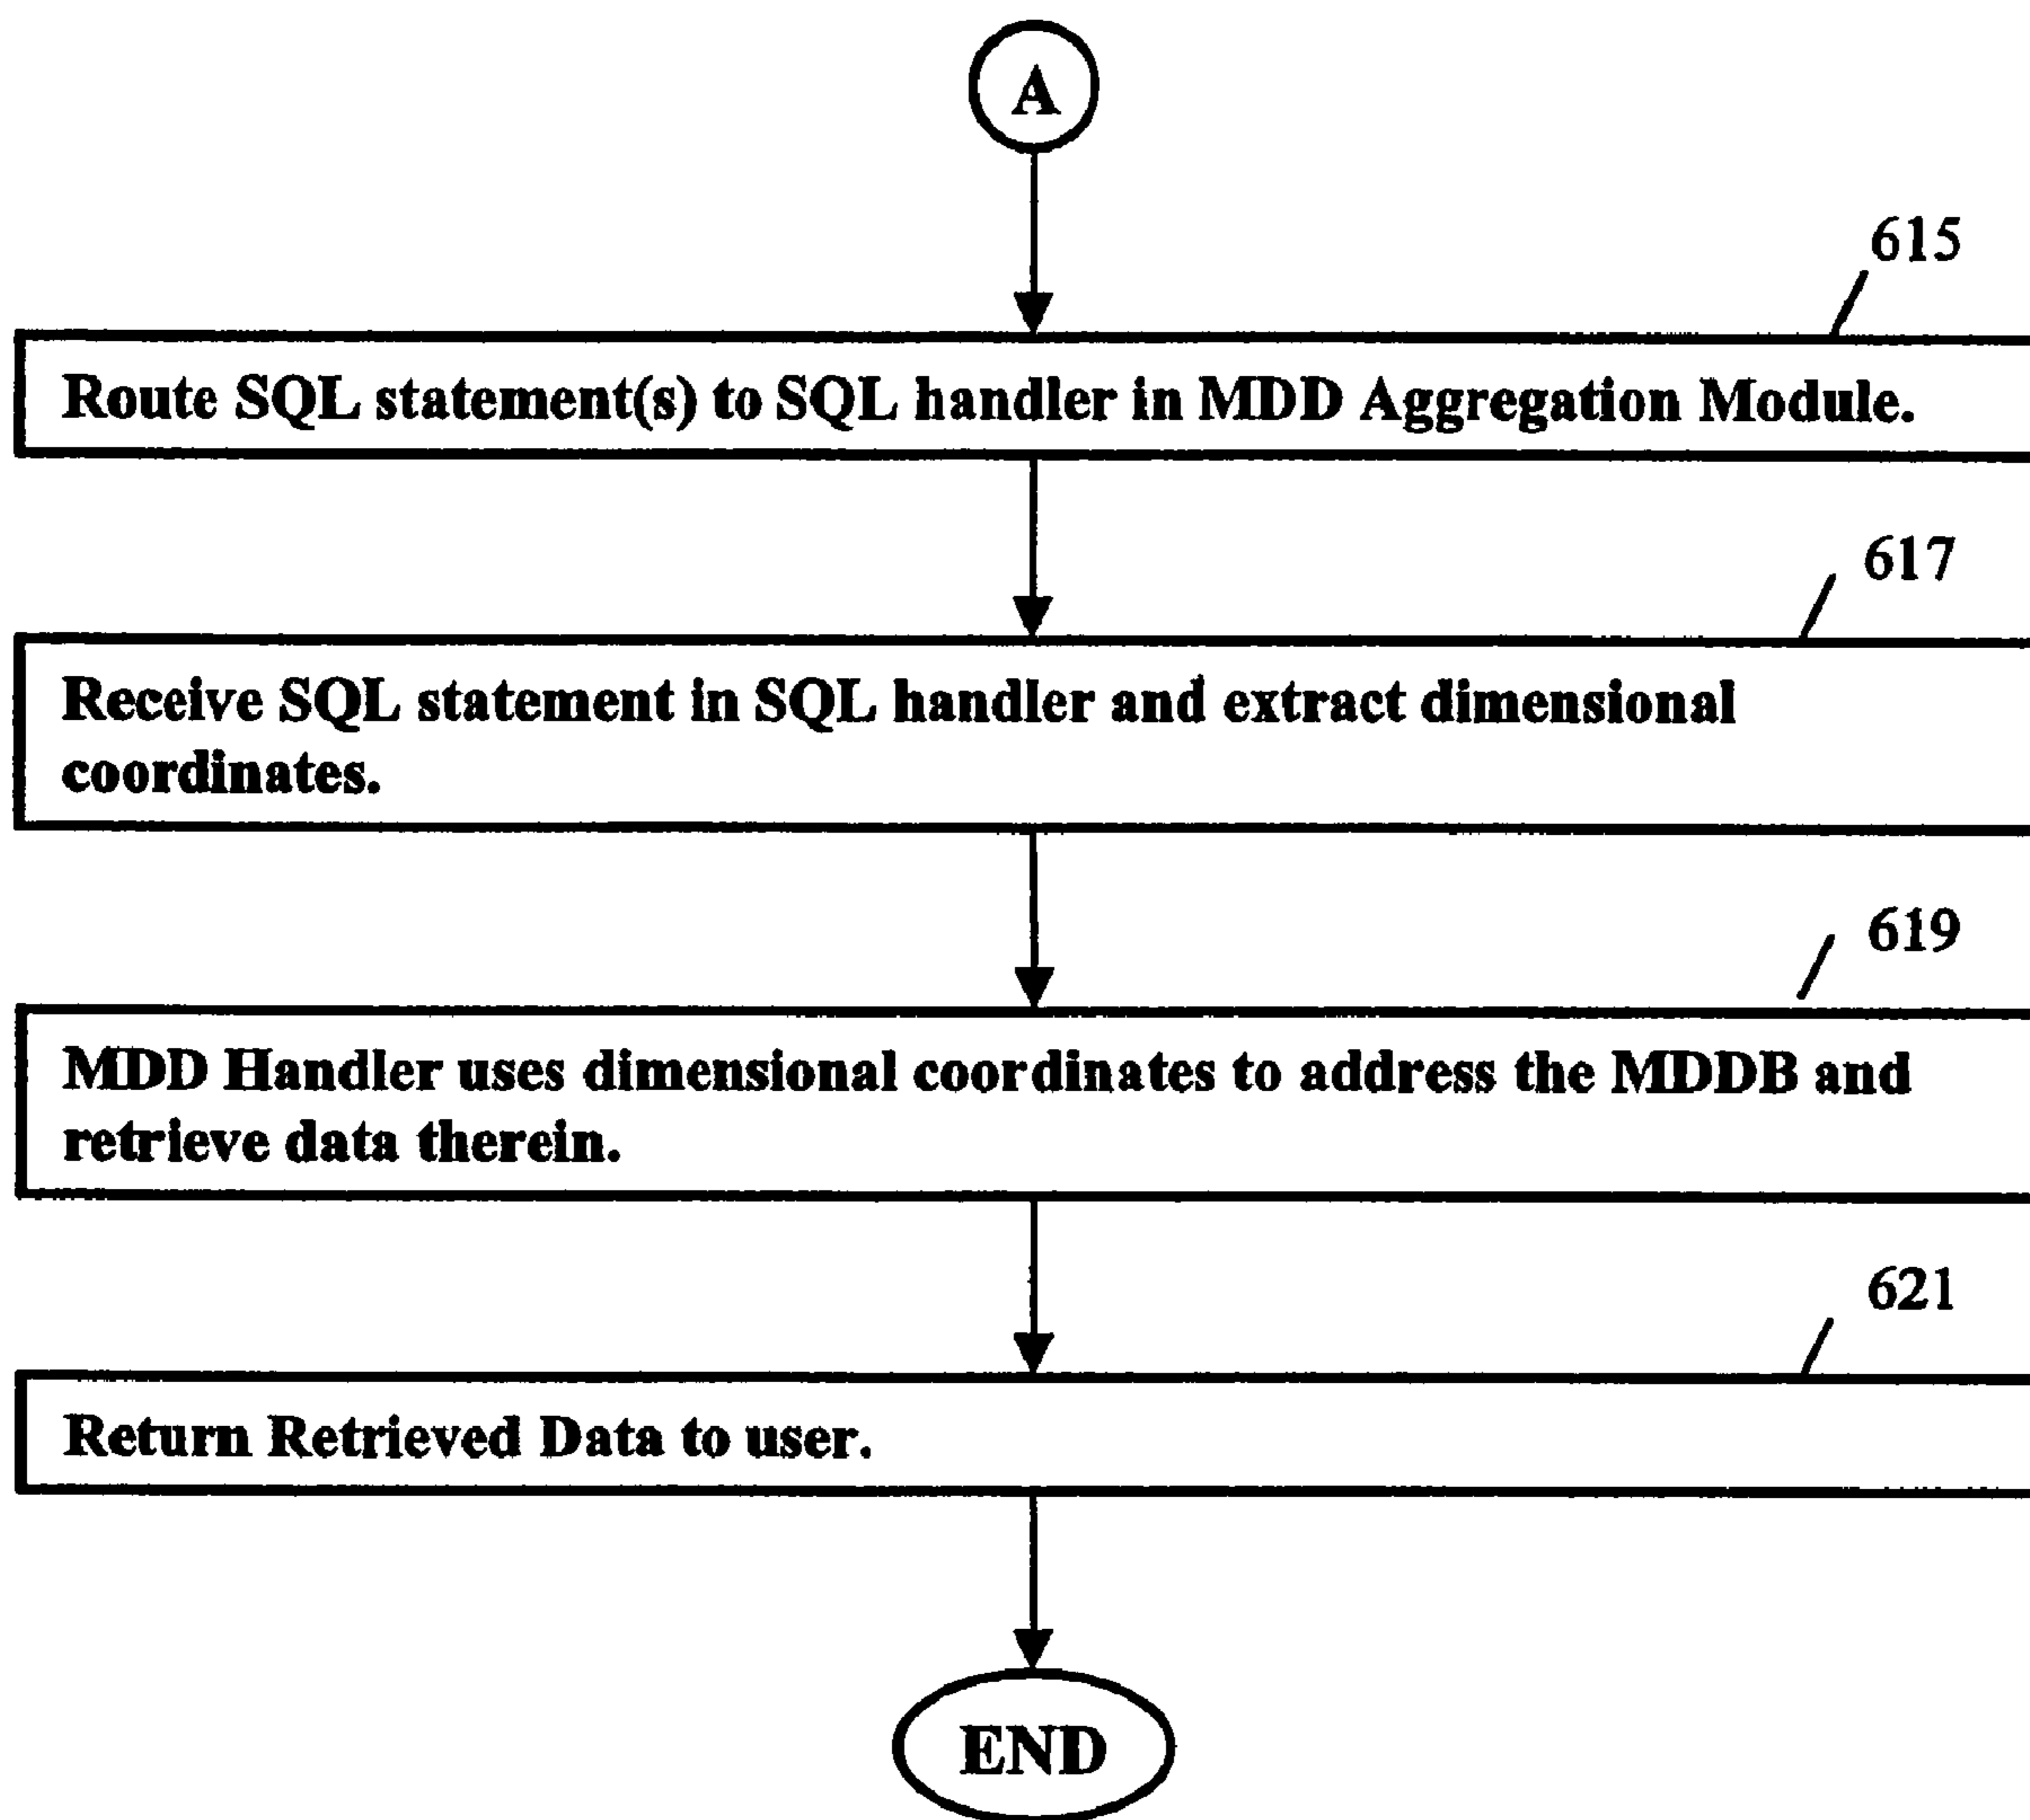 A
615
Route SQL statement(s) to SQL handler in MDD Aggregation Module.
617
Receive SQL statement in SQL handler and extract dimensional
coordinates.
619
MDD Handler uses dimensional coordinates to address the MDDB and
retrieve data therein.
621
Return Retrieved Data to user.
END